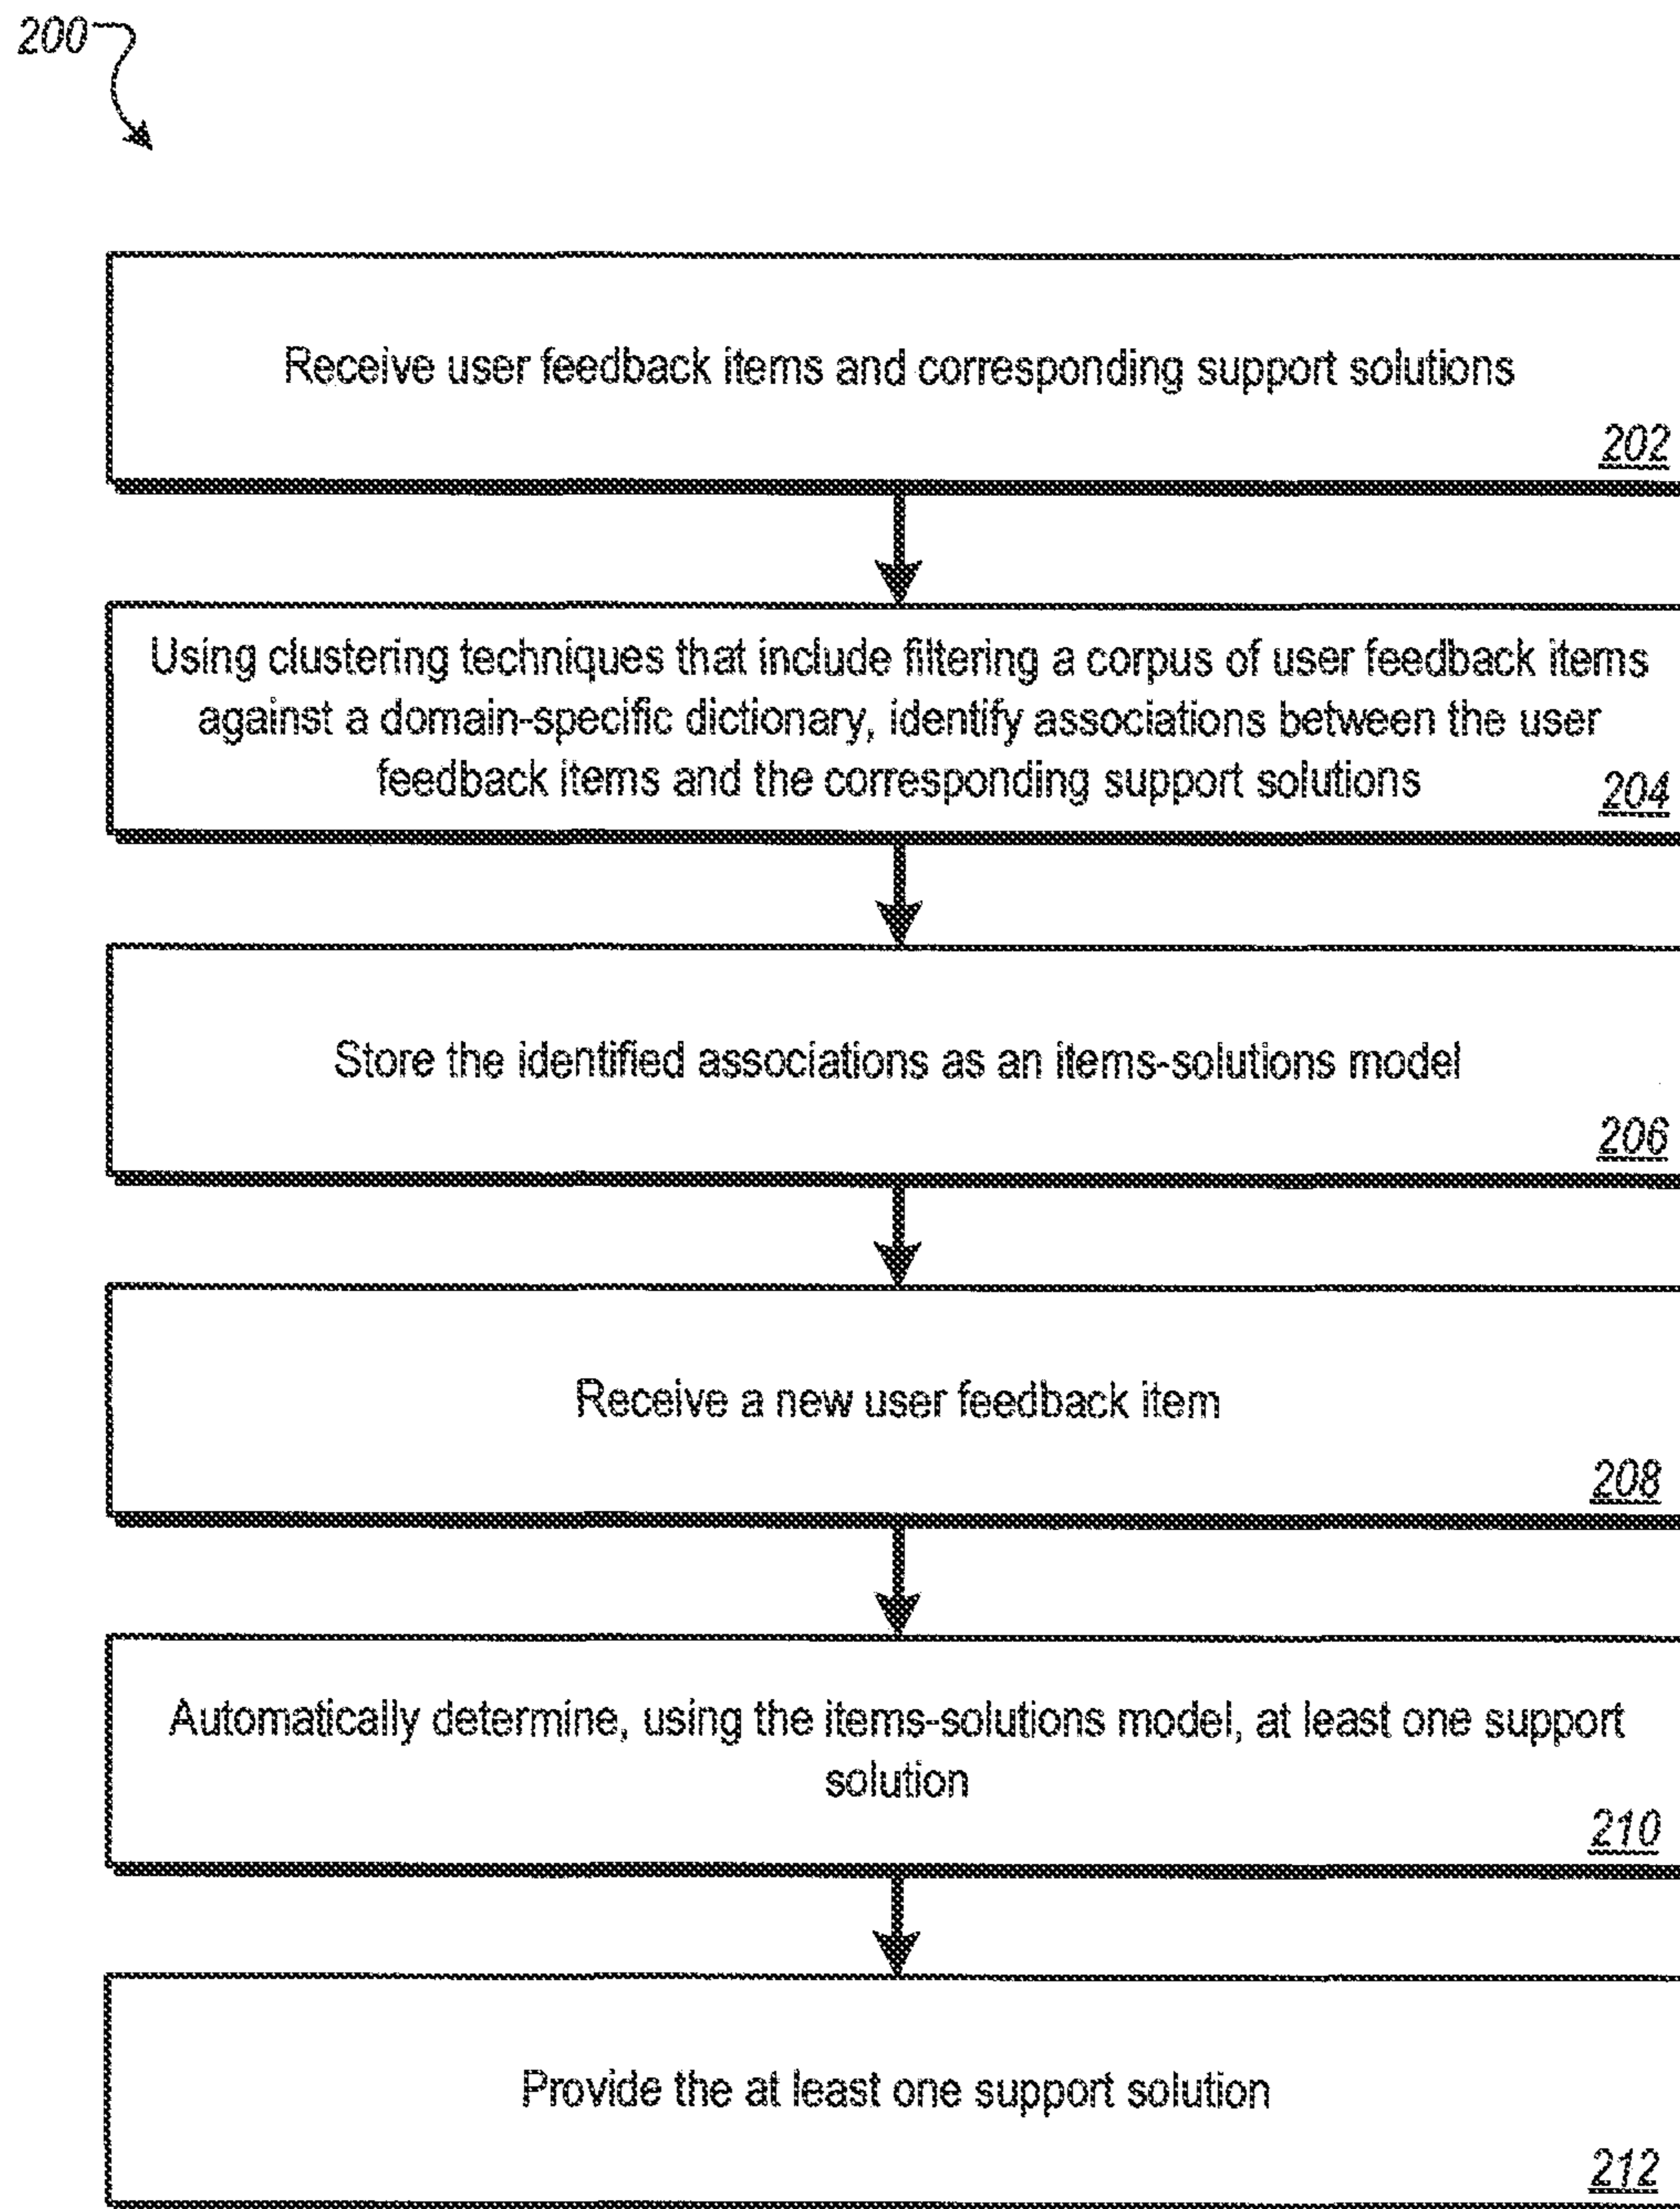 200
Receive user feedback items and corresponding support solutions
202
Using clustering techniques that include filtering a corpus of user feedback items
against a domain-specific dictionary, identify associations between the user
feedback items and the corresponding support solutions
204
Store the identified associations as an items-solutions model
206
Receive a new user feedback item
208
Automatically determine, using the items-solutions model, at least one support
solution
210
Provide the at least one support solution
212